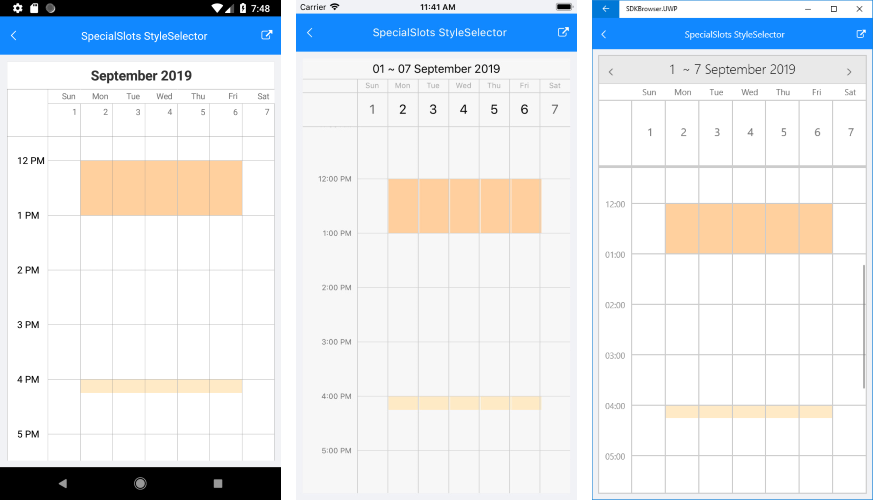 7:48
SpecialSlots StyleSelector
September 2019
Sun Mon Tue Wed Thu Fri Sat
1 2 3 4 5 6 7
12 PM
1 PM
2 PM
3 PM
4 PM
5 PM
Carrier 11:41 AM
SpecialSlots StyleSelector
01 ~ 07 September 2019
Sun Mon Tue Wed Thu Fri Sat
1 2 3 4 5 6 7
12:00 PM
1:00 PM
2:00 PM
3:00 PM
4:00 PM
5:00 PM
SDKBrowser.UWP
SpecialSlots StyleSelector
1 ~ 7 September 2019
Sun Mon Tue Wed Thu Fri Sat
1 2 3 4 5 6 7
12:00
01:00
02:00
03:00
04:00
05:00